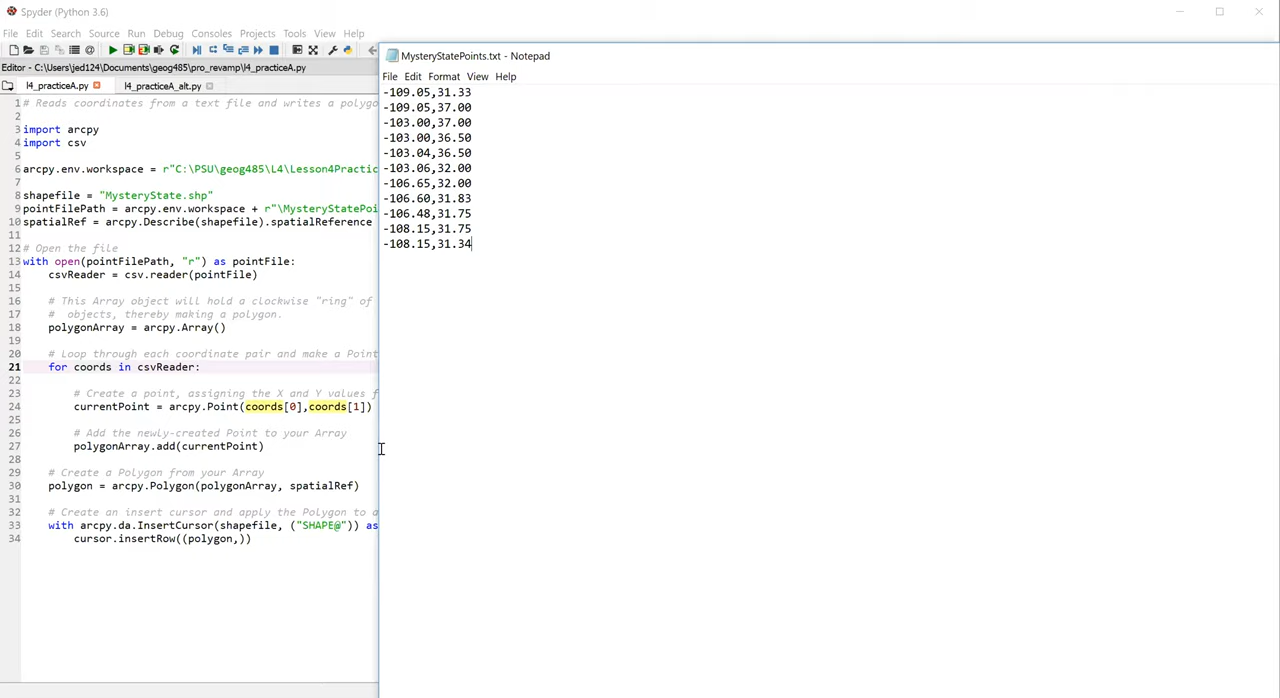 Spyder (Python 3.6)
File Edit Search Source Run Debug Consoles Projects Tools View Help
Editor - C:\Users\jed124\Documents\geog485\pro_revamp\l4_practiceA.py
l4_practiceA.py l4_practiceA_alt.py
1 # Reads coordinates from a text file and writes a polygo
2
3 import arcpy
4 import csv
5
6 arcpy.env.workspace = r"C:\PSU\geog485\L4\Lesson4Practic
7
8 shapefile = "MysteryState.shp"
9 pointFilePath = arcpy.env.workspace + r"\MysteryStatePoi
10 spatialRef = arcpy.Describe(shapefile).spatialReference
11
12 # Open the file
13 with open(pointFilePath, "r") as pointFile:
14 csvReader = csv.reader(pointFile)
15
16 # This Array object will hold a clockwise "ring" of
17 # objects, thereby making a polygon.
18 polygonArray = arcpy.Array()
19
20 # Loop through each coordinate pair and make a Point
21 for coords in csvReader:
22
23 # Create a point, assigning the X and Y values f
24 currentPoint = arcpy.Point(coords[0],coords[1])
25
26 # Add the newly-created Point to your Array
27 polygonArray.add(currentPoint)
28
29 # Create a Polygon from your Array
30 polygon = arcpy.Polygon(polygonArray, spatialRef)
31
32 # Create an insert cursor and apply the Polygon to a
33 with arcpy.da.InsertCursor(shapefile, ("SHAPE@")) as
34 cursor.insertRow((polygon,))
MysteryStatePoints.txt - Notepad
File Edit Format View Help
-109.05,31.33
-109.05,37.00
-103.00,37.00
-103.00,36.50
-103.04,36.50
-103.06,32.00
-106.65,32.00
-106.60,31.83
-106.48,31.75
-108.15,31.75
-108.15,31.34